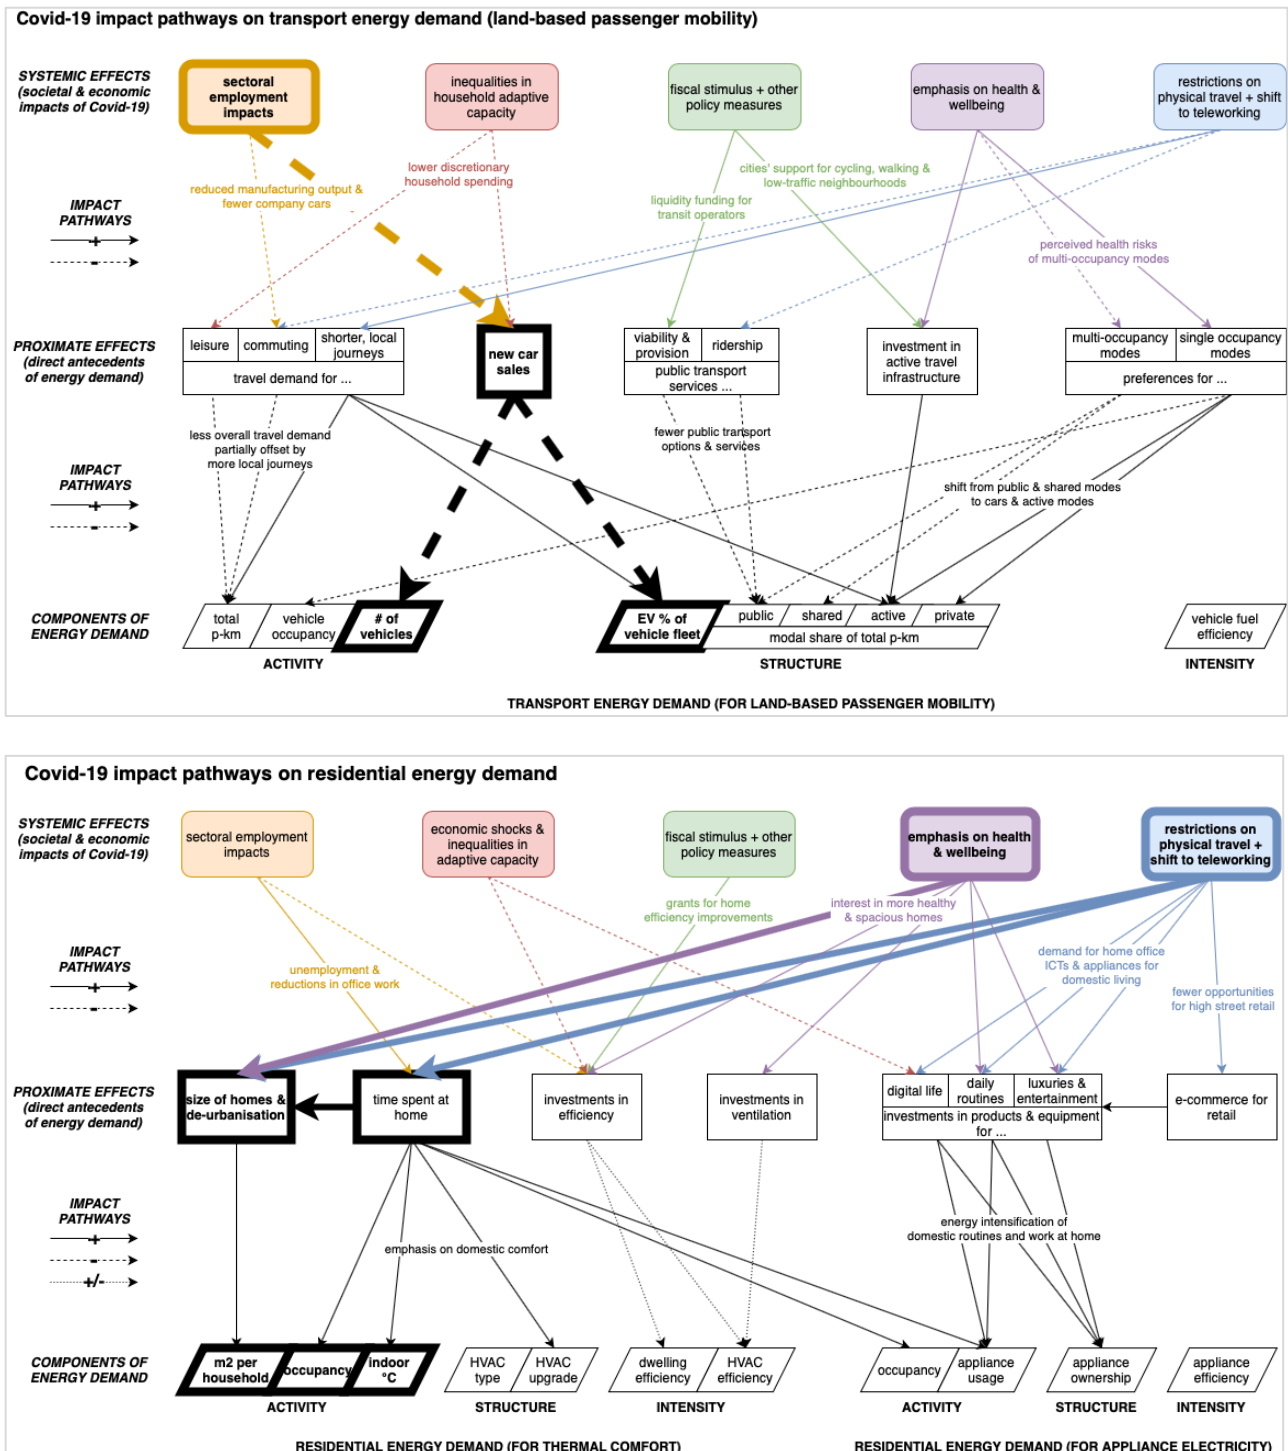 Covid-19 impact pathways on transport energy demand (land-based passenger mobility)
SYSTEMIC EFFECTS
(societal & economic
impacts of Covid-19)
sectoral
employment
impacts
inequalities in
household adaptive
capacity
fiscal stimulus + other
policy measures
emphasis on health &
wellbeing
restrictions on
physical travel + shift
to teleworking
IMPACT
PATHWAYS
+
-
reduced manufacturing output &
fewer company cars
lower discretionary
household spending
liquidity funding for
transit operators
cities' support for cycling, walking &
low-traffic neighbourhoods
perceived health risks
of multi-occupancy modes
PROXIMATE EFFECTS
(direct antecedents
of energy demand)
leisure
commuting
shorter, local
journeys
travel demand for ...
new car
sales
viability &
provision
ridership
public transport
services ...
investment in
active travel
infrastructure
multi-occupancy
modes
single occupancy
modes
preferences for ...
IMPACT
PATHWAYS
+
-
less overall travel demand
partially offset by
more local journeys
fewer public transport
options & services
shift from public & shared modes
to cars & active modes
COMPONENTS OF
ENERGY DEMAND
total
p-km
vehicle
occupancy
# of
vehicles
EV % of
vehicle fleet
public
shared
active
private
modal share of total p-km
vehicle fuel
efficiency
ACTIVITY
STRUCTURE
INTENSITY
TRANSPORT ENERGY DEMAND (FOR LAND-BASED PASSENGER MOBILITY)
Covid-19 impact pathways on residential energy demand
SYSTEMIC EFFECTS
(societal & economic
impacts of Covid-19)
sectoral employment
impacts
economic shocks &
inequalities in
adaptive capacity
fiscal stimulus + other
policy measures
emphasis on health
& wellbeing
restrictions on
physical travel +
shift to teleworking
IMPACT
PATHWAYS
+
-
unemployment &
reductions in office work
grants for home
efficiency improvements
interest in more healthy
& spacious homes
demand for home office
ICTs & appliances for
domestic living
fewer opportunities
for high street retail
PROXIMATE EFFECTS
(direct antecedents
of energy demand)
size of homes &
de-urbanisation
time spent at
home
investments in
efficiency
investments in
ventilation
digital life
daily
routines
luxuries &
entertainment
investments in products & equipment
for ...
e-commerce for
retail
IMPACT
PATHWAYS
+
-
+/-
emphasis on domestic comfort
energy intensification of
domestic routines and work at home
COMPONENTS OF
ENERGY DEMAND
m2 per
household
occupancy
indoor
°C
HVAC
type
HVAC
upgrade
dwelling
efficiency
HVAC
efficiency
occupancy
appliance
usage
appliance
ownership
appliance
efficiency
ACTIVITY
STRUCTURE
INTENSITY
ACTIVITY
STRUCTURE
INTENSITY
RESIDENTIAL ENERGY DEMAND (FOR THERMAL COMFORT)
RESIDENTIAL ENERGY DEMAND (FOR APPLIANCE ELECTRICITY)